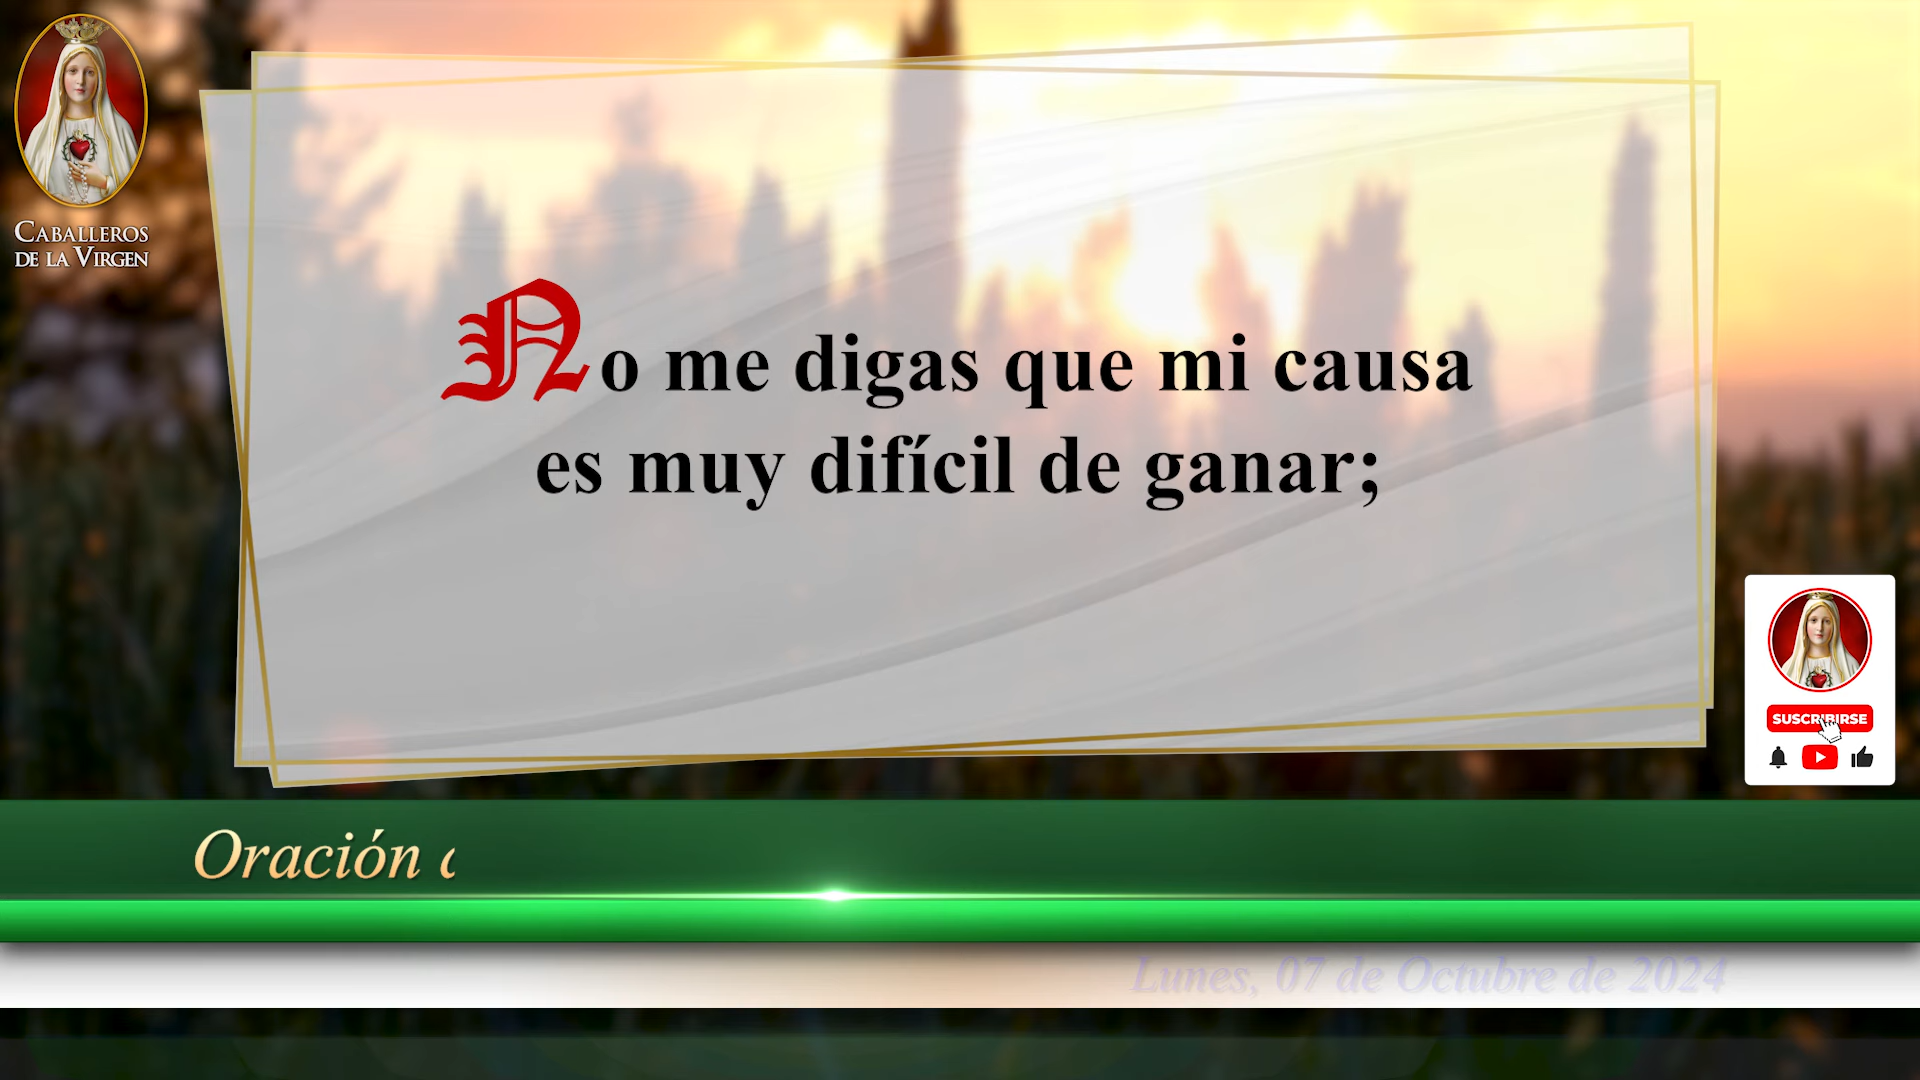 CABALLEROS
DE LA VIRGEN
No me digas que mi causa
es muy difícil de ganar;
SUSCRIBIRSE
Oración
Lunes, 07 de Octubre de 2024